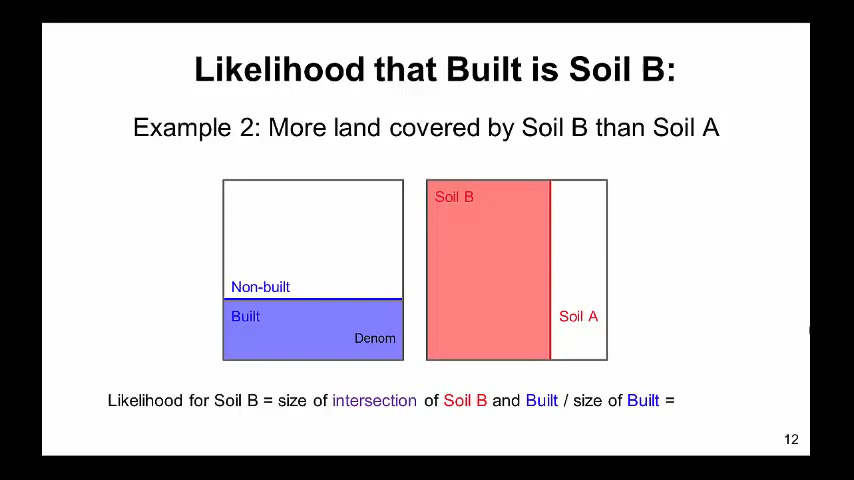 Likelihood that Built is Soil B:
Example 2: More land covered by Soil B than Soil A
Soil B
Non-built
Built
Soil A
Denom
Likelihood for Soil B = size of intersection of Soil B and Built / size of Built =
12